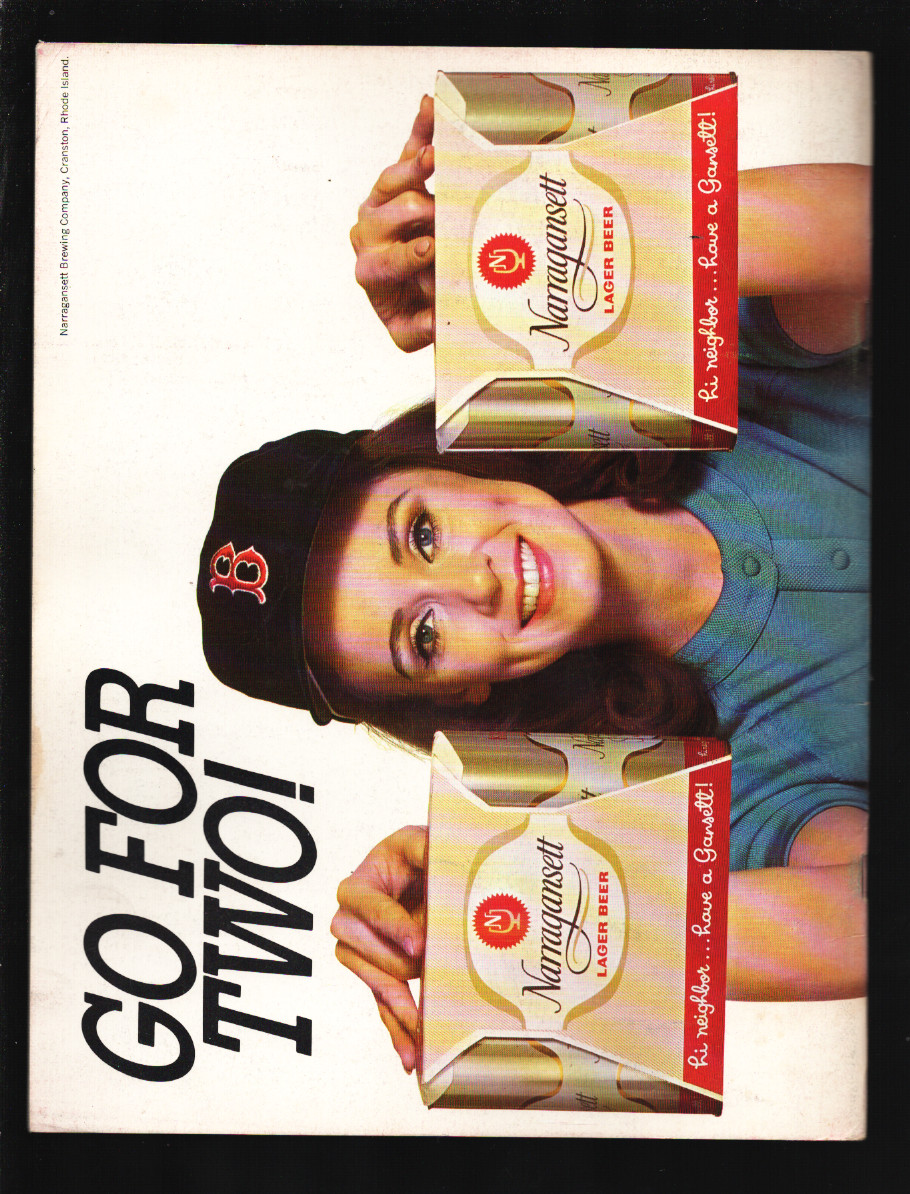 Narragansett Brewing Company, Cranston, Rhode Island.
GO FOR
TWO!
B
N
Narragansett
LAGER BEER
hi neighbor...have a Gansett!
N
Narragansett
LAGER BEER
hi neighbor...have a Gansett!